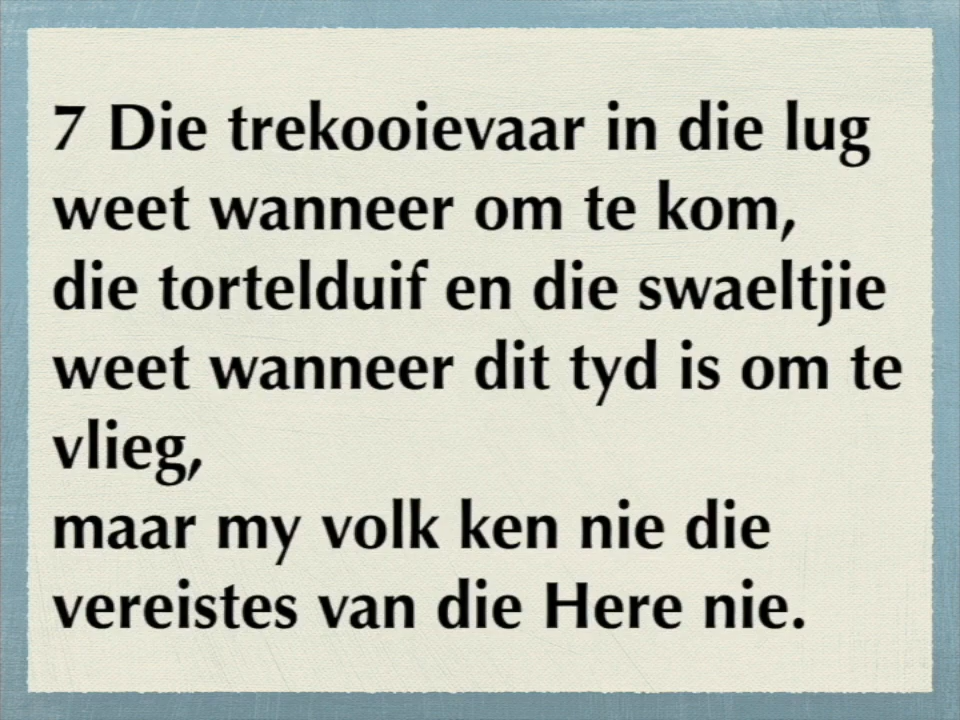 7 Die trekooievaar in die lug
weet wanneer om te kom,
die tortelduif en die swaeltjie
weet wanneer dit tyd is om te
vlieg,
maar my volk ken nie die
vereistes van die Here nie.